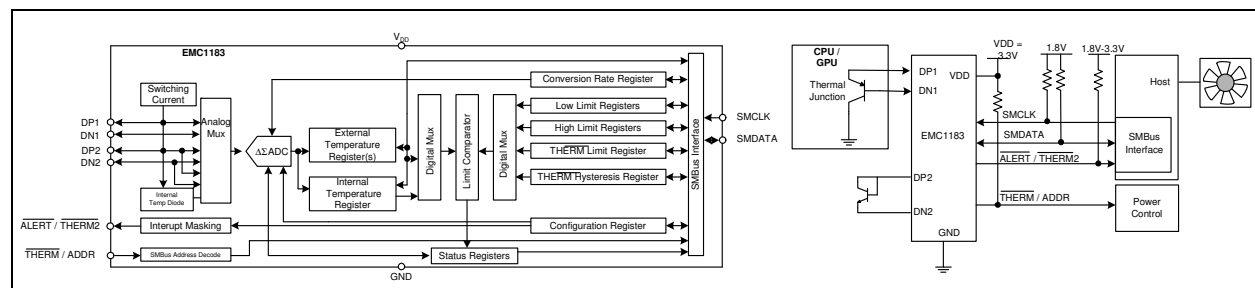 EMC1183
VDD
Switching
Current
Analog
Mux
DP1
DN1
DP2
DN2
Internal
Temp Diode
ΔΣADC
External
Temperature
Register(s)
Internal
Temperature
Register
Digital Mux
Limit Comparator
Digital Mux
Conversion Rate Register
Low Limit Registers
High Limit Registers
THERM Limit Register
THERM Hysteresis Register
SMBus Interface
SMCLK
SMDATA
ALERT / THERM2
Interupt Masking
Configuration Register
THERM / ADDR
SMBus Address Decode
Status Registers
GND
CPU /
GPU
Thermal
Junction
DP1
DN1
VDD
EMC1183
DP2
DN2
GND
VDD =
3.3V
1.8V
1.8V-3.3V
SMCLK
SMDATA
ALERT / THERM2
THERM / ADDR
Host
SMBus
Interface
Power
Control